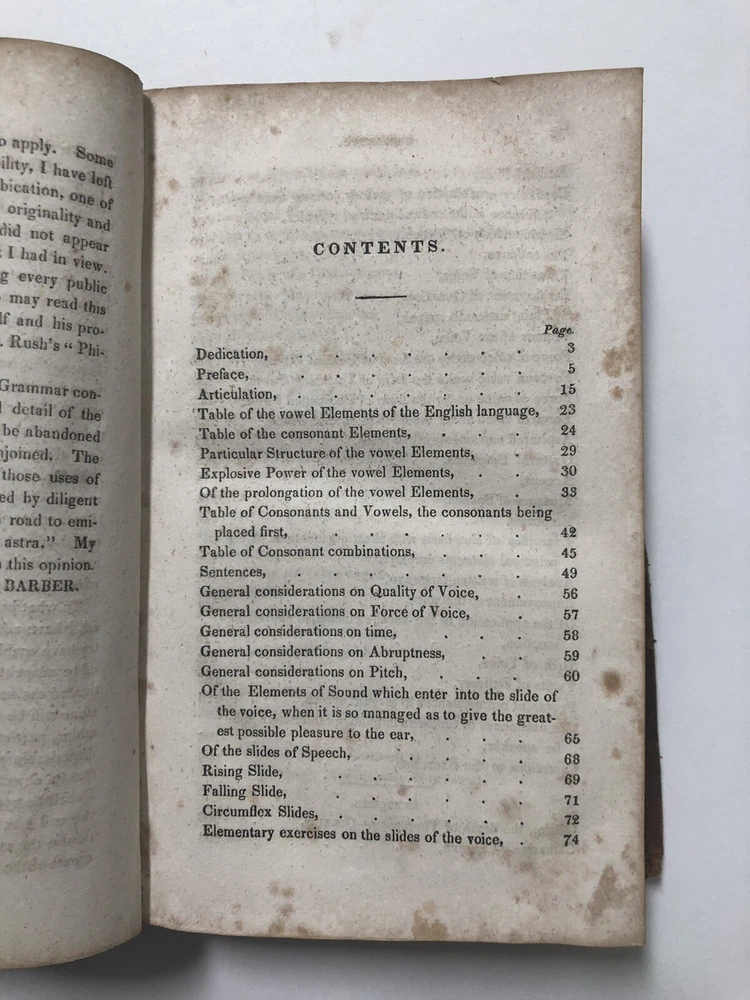 o apply. Some
ility, I have left
bication, one of
originality and
did not appear
I had in view.
g every public
may read this
lf and his pro-
. Rush's "Phi-
Grammar con-
detail of the
be abandoned
njoined. The
those uses of
ed by diligent
road to emi-
astra." My
this opinion.
BARBER.
CONTENTS.
Page.
Dedication, . . . . . . . 3
Preface, . . . . . . . 5
Articulation, . . . . . . . 15
Table of the vowel Elements of the English language, 23
Table of the consonant Elements, . . . 24
Particular Structure of the vowel Elements, . 29
Explosive Power of the vowel Elements, . . 30
Of the prolongation of the vowel Elements, . 33
Table of Consonants and Vowels, the consonants being
placed first, . . . . . . 42
Table of Consonant combinations, . . . 45
Sentences, . . . . . . . 49
General considerations on Quality of Voice, . 56
General considerations on Force of Voice, . 57
General considerations on time, . . . 58
General considerations on Abruptness, . . 59
General considerations on Pitch, . . . 60
Of the Elements of Sound which enter into the slide of
the voice, when it is so managed as to give the great-
est possible pleasure to the ear, . . . 65
Of the slides of Speech, . . . . 68
Rising Slide, . . . . . . 69
Falling Slide, . . . . . . 71
Circumflex Slides, . . . . . . 72
Elementary exercises on the slides of the voice, . 74